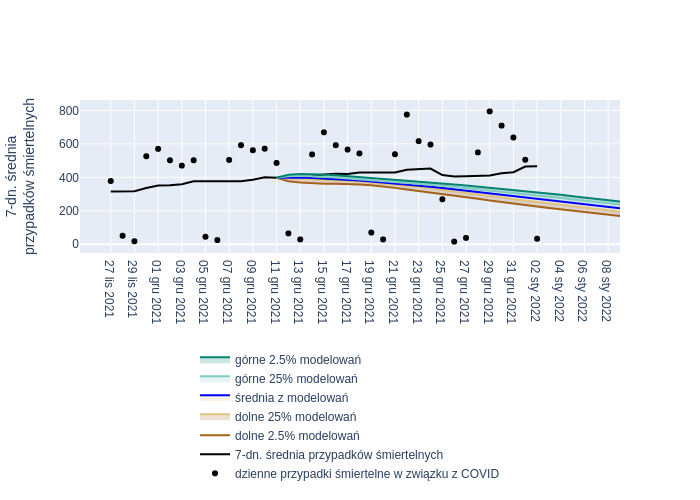 7-dn. średnia
przypadków śmiertelnych
800
600
400
200
0
27 lis 2021
29 lis 2021
01 gru 2021
03 gru 2021
05 gru 2021
07 gru 2021
09 gru 2021
11 gru 2021
13 gru 2021
15 gru 2021
17 gru 2021
19 gru 2021
21 gru 2021
23 gru 2021
25 gru 2021
27 gru 2021
29 gru 2021
31 gru 2021
02 sty 2022
04 sty 2022
06 sty 2022
08 sty 2022
górne 2.5% modelowań
górne 25% modelowań
średnia z modelowań
dolne 25% modelowań
dolne 2.5% modelowań
7-dn. średnia przypadków śmiertelnych
dzienne przypadki śmiertelne w związku z COVID